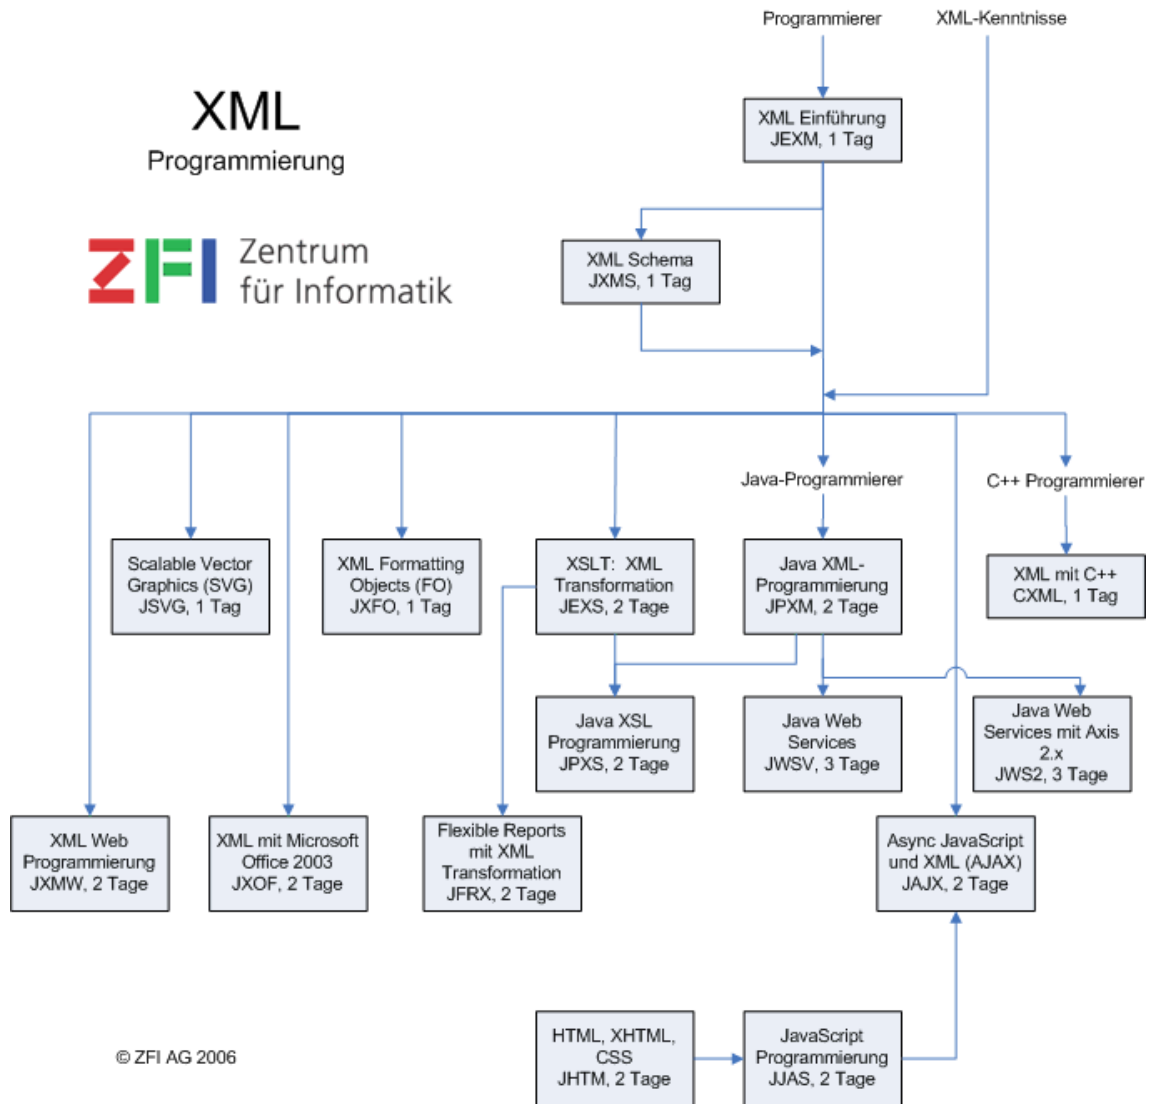 Programmierer
XML-Kenntnisse
XML
Programmierung
ZFI
Zentrum
für Informatik
XML Einführung
JEXM, 1 Tag
XML Schema
JXMS, 1 Tag
Java-Programmierer
C++ Programmierer
Scalable Vector
Graphics (SVG)
JSVG, 1 Tag
XML Formatting
Objects (FO)
JXFO, 1 Tag
XSLT: XML
Transformation
JEXS, 2 Tage
Java XML-
Programmierung
JPXM, 2 Tage
XML mit C++
CXML, 1 Tag
Java XSL
Programmierung
JPXS, 2 Tage
Java Web
Services
JWSV, 3 Tage
Java Web
Services mit Axis
2.x
JWS2, 3 Tage
XML Web
Programmierung
JXMW, 2 Tage
XML mit Microsoft
Office 2003
JXOF, 2 Tage
Flexible Reports
mit XML
Transformation
JFRX, 2 Tage
Async JavaScript
und XML (AJAX)
JAJX, 2 Tage
HTML, XHTML,
CSS
JHTM, 2 Tage
JavaScript
Programmierung
JJAS, 2 Tage
© ZFI AG 2006